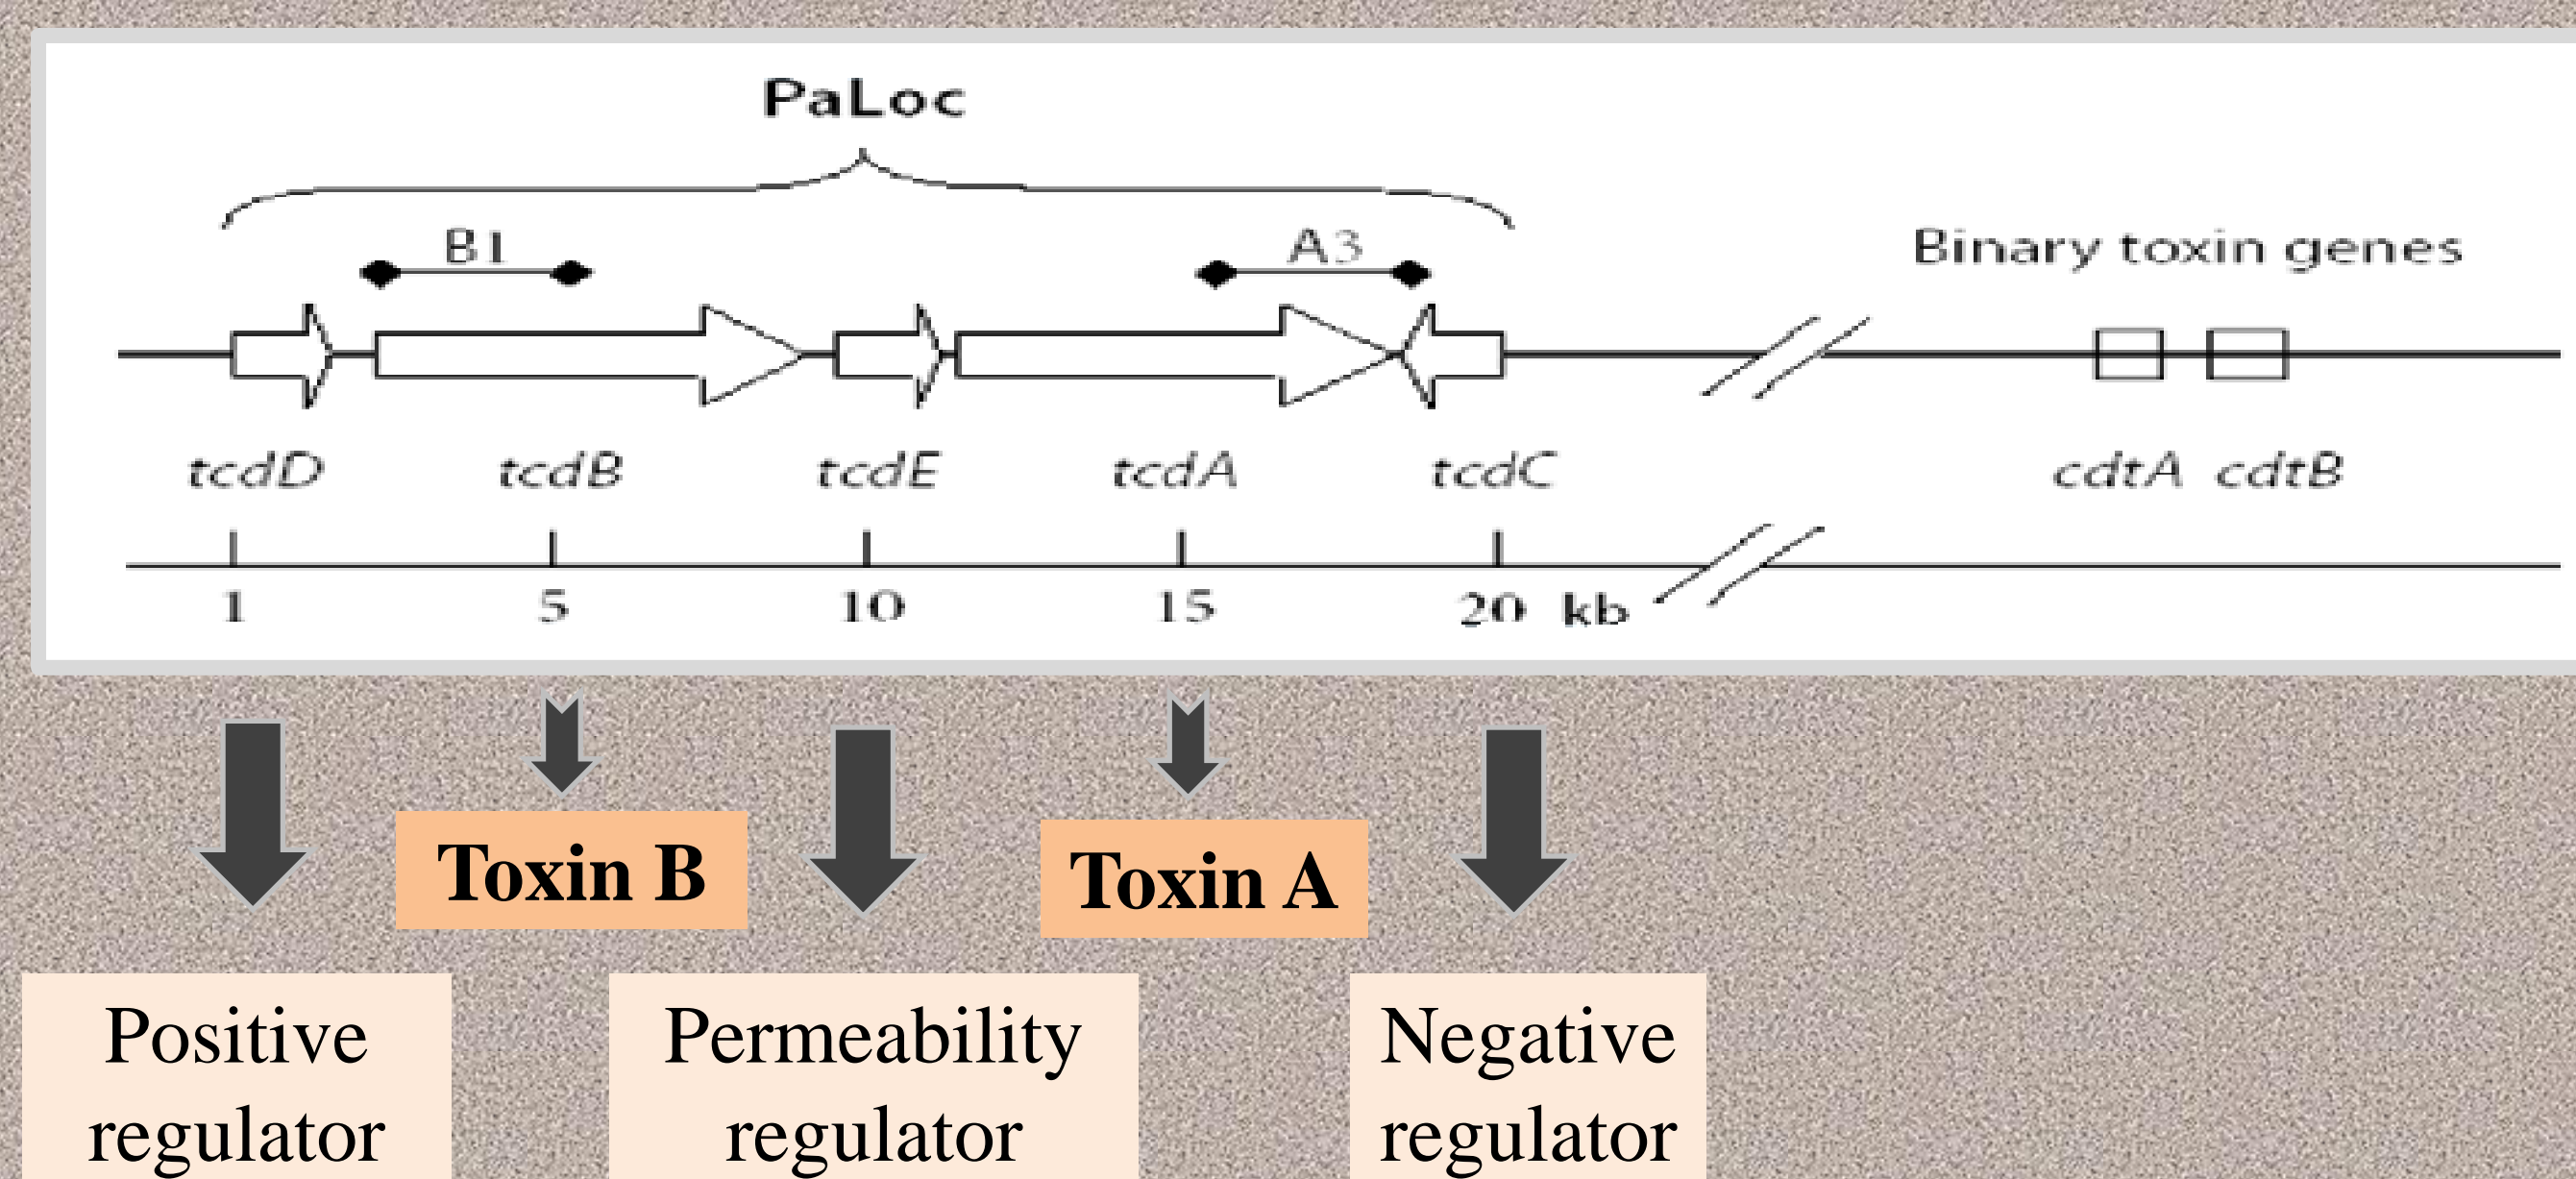 PaLoc
B1
A3
Binary toxin genes
tcdD tcdB tcdE tcdA tcdC cdtA cdtB
1 5 10 15 20 kb
Toxin B
Toxin A
Positive
regulator
Permeability
regulator
Negative
regulator